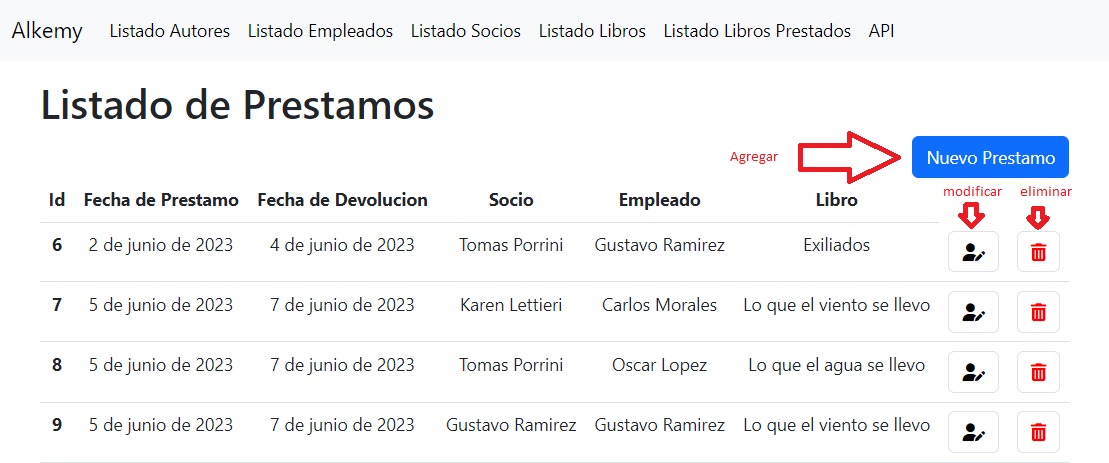 Alkemy Listado Autores Listado Empleados Listado Socios Listado Libros Listado Libros Prestados API
Listado de Prestamos
Agregar Nuevo Prestamo
modificar eliminar
Id Fecha de Prestamo Fecha de Devolucion Socio Empleado Libro
6 2 de junio de 2023 4 de junio de 2023 Tomas Porrini Gustavo Ramirez Exiliados
7 5 de junio de 2023 7 de junio de 2023 Karen Lettieri Carlos Morales Lo que el viento se llevo
8 5 de junio de 2023 7 de junio de 2023 Tomas Porrini Oscar Lopez Lo que el agua se llevo
9 5 de junio de 2023 7 de junio de 2023 Gustavo Ramirez Gustavo Ramirez Lo que el viento se llevo